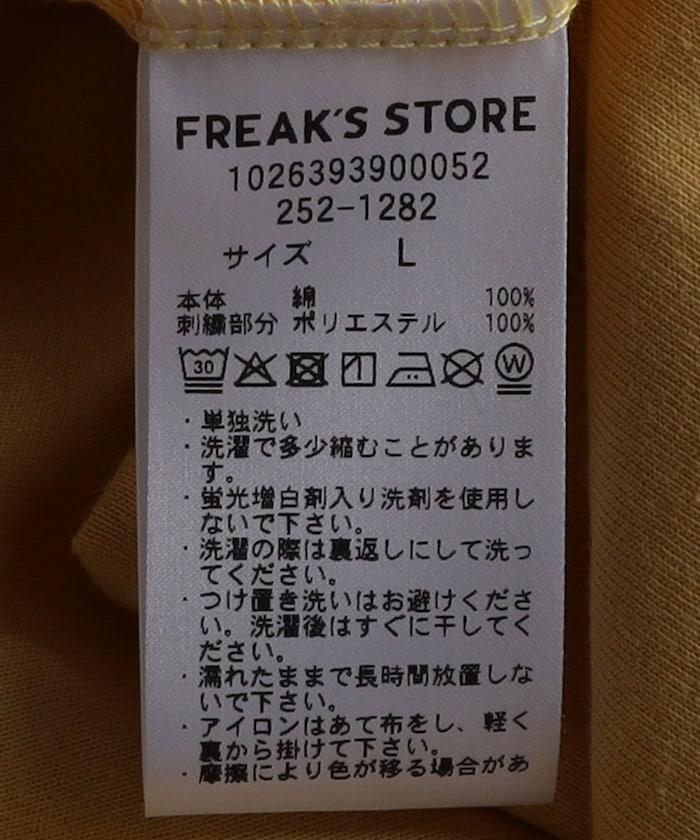 FREAK'S STORE
1026393900052
252-1282
サイズ L
本体 綿 100%
刺繍部分 ポリエステル 100%
30 W
・単独洗い
・洗濯で多少縮むことがありま
す。
・蛍光増白剤入り洗剤を使用し
ないで下さい。
・洗濯の際は裏返しにして洗っ
てください。
・つけ置き洗いはお避けくださ
い。洗濯後はすぐに干してく
ださい。
・濡れたままで長時間放置しな
いで下さい。
・アイロンはあて布をし、軽く
裏から掛けて下さい。
・摩擦により色が移る場合があ